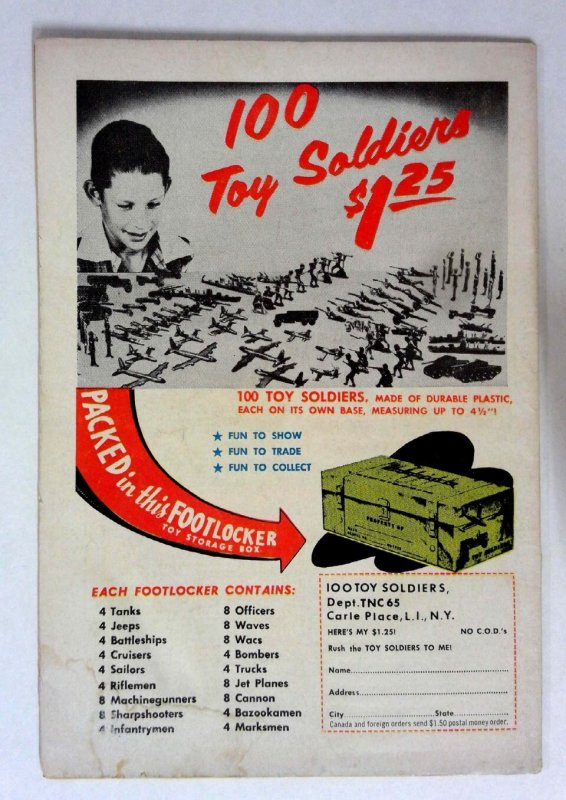 100
Toy Soldiers
$1.25
100 TOY SOLDIERS, MADE OF DURABLE PLASTIC,
EACH ON ITS OWN BASE, MEASURING UP TO 4½"!
★ FUN TO SHOW
★ FUN TO TRADE
★ FUN TO COLLECT
PACKED in this FOOTLOCKER
TOY STORAGE BOX
PROPERTY OF
EACH FOOTLOCKER CONTAINS:
4 Tanks
4 Jeeps
4 Battleships
4 Cruisers
4 Sailors
4 Riflemen
8 Machinegunners
8 Sharpshooters
4 Infantrymen
8 Officers
8 Waves
8 Wacs
4 Bombers
4 Trucks
8 Jet Planes
8 Cannon
4 Bazookamen
4 Marksmen
100 TOY SOLDIERS,
Dept. TNC65
Carle Place, L.I., N.Y.
HERE'S MY $1.25! NO C.O.D.'s
Rush the TOY SOLDIERS TO ME!
Name
Address
City State
Canada and foreign orders send $1.50 postal money order.